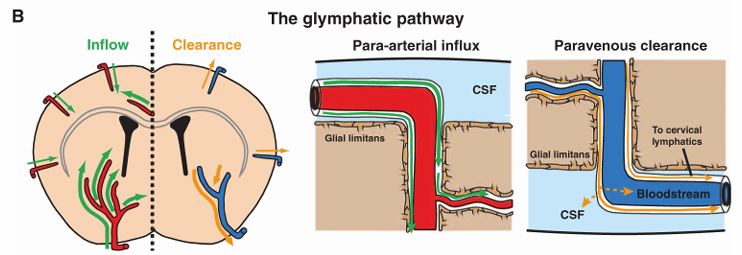 B
The glymphatic pathway
Inflow
Clearance
Para-arterial influx
CSF
Glial limitans
Paravenous clearance
To cervical
lymphatics
Glial limitans
Bloodstream
CSF